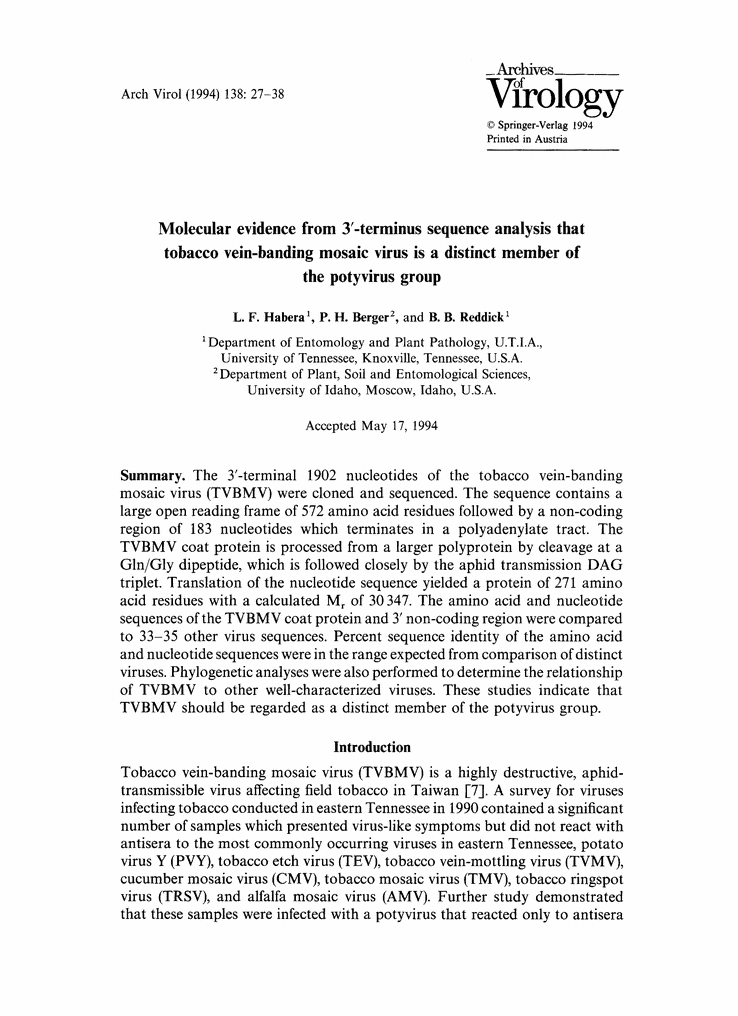 Arch Virol (1994) 138: 27–38
Archives
of
Virology
© Springer-Verlag 1994
Printed in Austria
Molecular evidence from 3′-terminus sequence analysis that
tobacco vein-banding mosaic virus is a distinct member of
the potyvirus group
L. F. Habera¹, P. H. Berger², and B. B. Reddick¹
¹ Department of Entomology and Plant Pathology, U.T.I.A.,
University of Tennessee, Knoxville, Tennessee, U.S.A.
² Department of Plant, Soil and Entomological Sciences,
University of Idaho, Moscow, Idaho, U.S.A.
Accepted May 17, 1994
Summary. The 3′-terminal 1902 nucleotides of the tobacco vein-banding
mosaic virus (TVBMV) were cloned and sequenced. The sequence contains a
large open reading frame of 572 amino acid residues followed by a non-coding
region of 183 nucleotides which terminates in a polyadenylate tract. The
TVBMV coat protein is processed from a larger polyprotein by cleavage at a
Gln/Gly dipeptide, which is followed closely by the aphid transmission DAG
triplet. Translation of the nucleotide sequence yielded a protein of 271 amino
acid residues with a calculated Mr of 30 347. The amino acid and nucleotide
sequences of the TVBMV coat protein and 3′ non-coding region were compared
to 33–35 other virus sequences. Percent sequence identity of the amino acid
and nucleotide sequences were in the range expected from comparison of distinct
viruses. Phylogenetic analyses were also performed to determine the relationship
of TVBMV to other well-characterized viruses. These studies indicate that
TVBMV should be regarded as a distinct member of the potyvirus group.
Introduction
Tobacco vein-banding mosaic virus (TVBMV) is a highly destructive, aphid-
transmissible virus affecting field tobacco in Taiwan [7]. A survey for viruses
infecting tobacco conducted in eastern Tennessee in 1990 contained a significant
number of samples which presented virus-like symptoms but did not react with
antisera to the most commonly occurring viruses in eastern Tennessee, potato
virus Y (PVY), tobacco etch virus (TEV), tobacco vein-mottling virus (TVMV),
cucumber mosaic virus (CMV), tobacco mosaic virus (TMV), tobacco ringspot
virus (TRSV), and alfalfa mosaic virus (AMV). Further study demonstrated
that these samples were infected with a potyvirus that reacted only to antisera